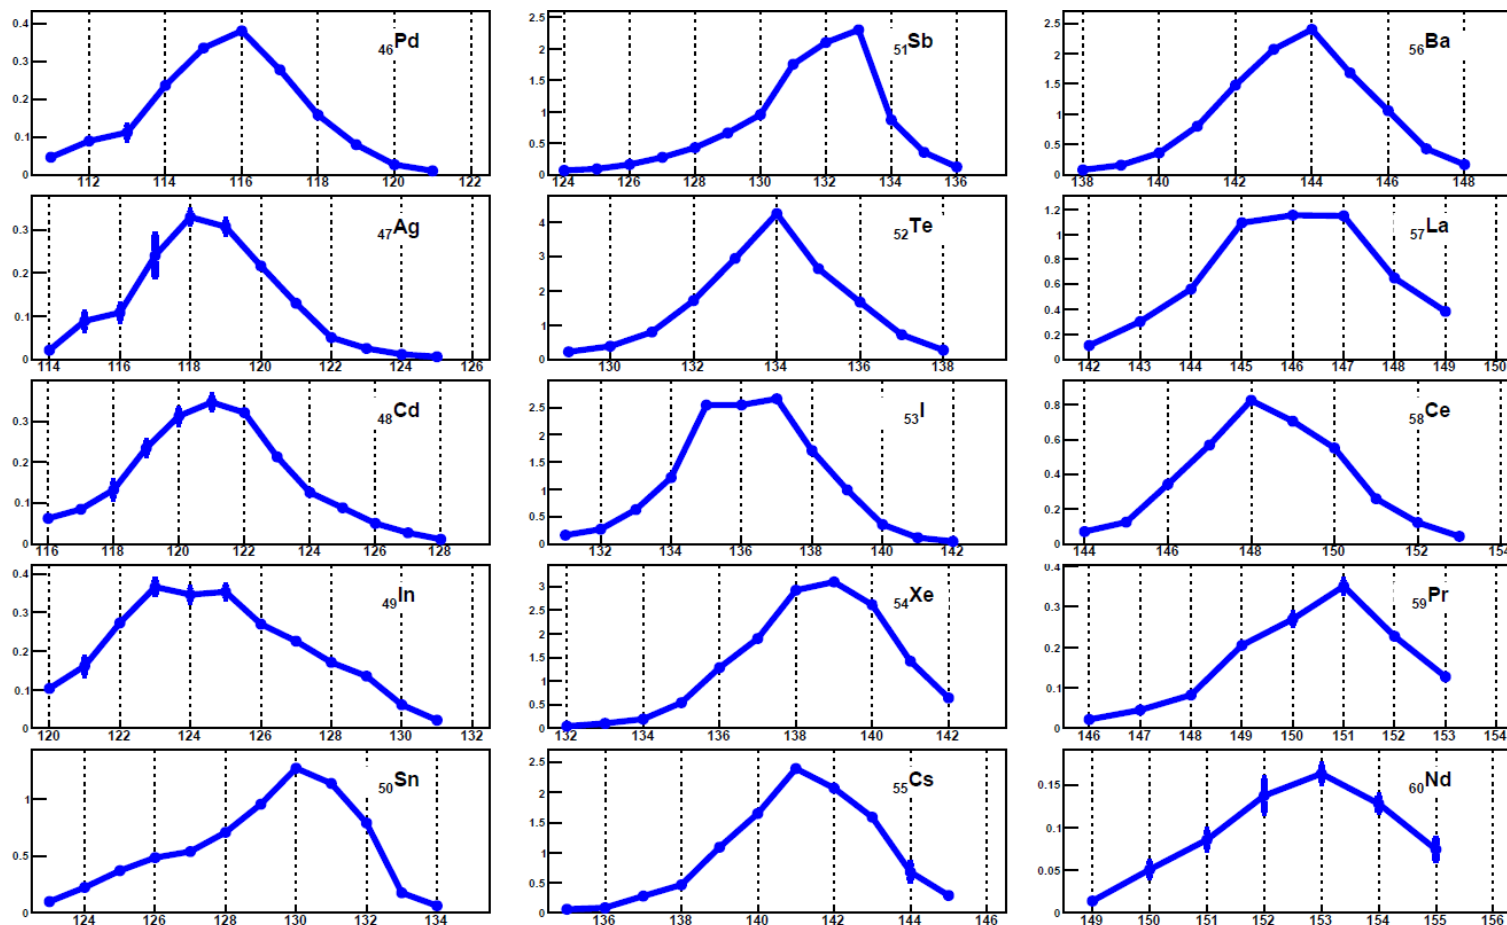 0.4
0.3
0.2
0.1
0
46Pd
112 114 116 118 120 122
2.5
2
1.5
1
0.5
0
51Sb
124 126 128 130 132 134 136
2.5
2
1.5
1
0.5
0
56Ba
138 140 142 144 146 148
0.3
0.2
0.1
0
47Ag
114 116 118 120 122 124 126
4
3
2
1
0
52Te
130 132 134 136 138
1.2
1
0.8
0.6
0.4
0.2
0
57La
142 143 144 145 146 147 148 149 150
0.3
0.2
0.1
0
48Cd
116 118 120 122 124 126 128
2.5
2
1.5
1
0.5
0
53I
132 134 136 138 140 142
0.8
0.6
0.4
0.2
0
58Ce
144 146 148 150 152 154
0.4
0.3
0.2
0.1
0
49In
120 122 124 126 128 130 132
3
2.5
2
1.5
1
0.5
0
54Xe
132 134 136 138 140 142
0.4
0.3
0.2
0.1
0
59Pr
146 147 148 149 150 151 152 153 154
1
0.5
0
50Sn
124 126 128 130 132 134
2.5
2
1.5
1
0.5
0
55Cs
136 138 140 142 144 146
0.15
0.1
0.05
0
60Nd
149 150 151 152 153 154 155 156